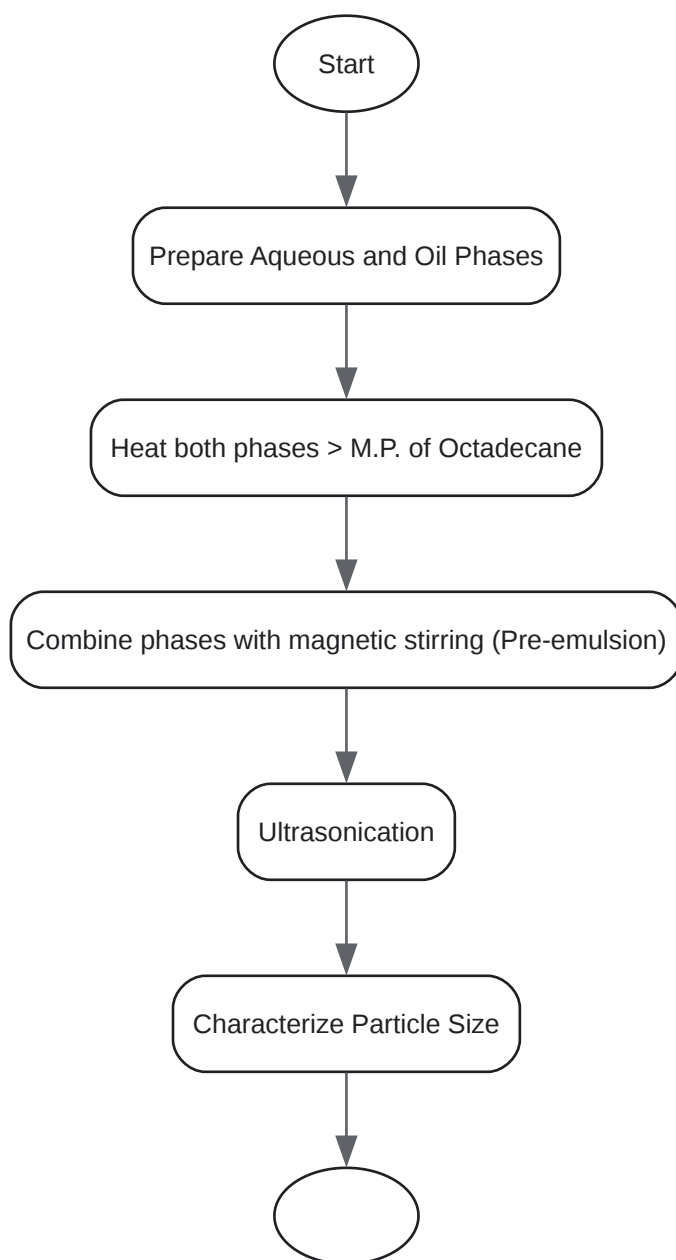 Start
Prepare Aqueous and Oil Phases
Heat both phases > M.P. of Octadecane
Combine phases with magnetic stirring (Pre-emulsion)
Ultrasonication
Characterize Particle Size